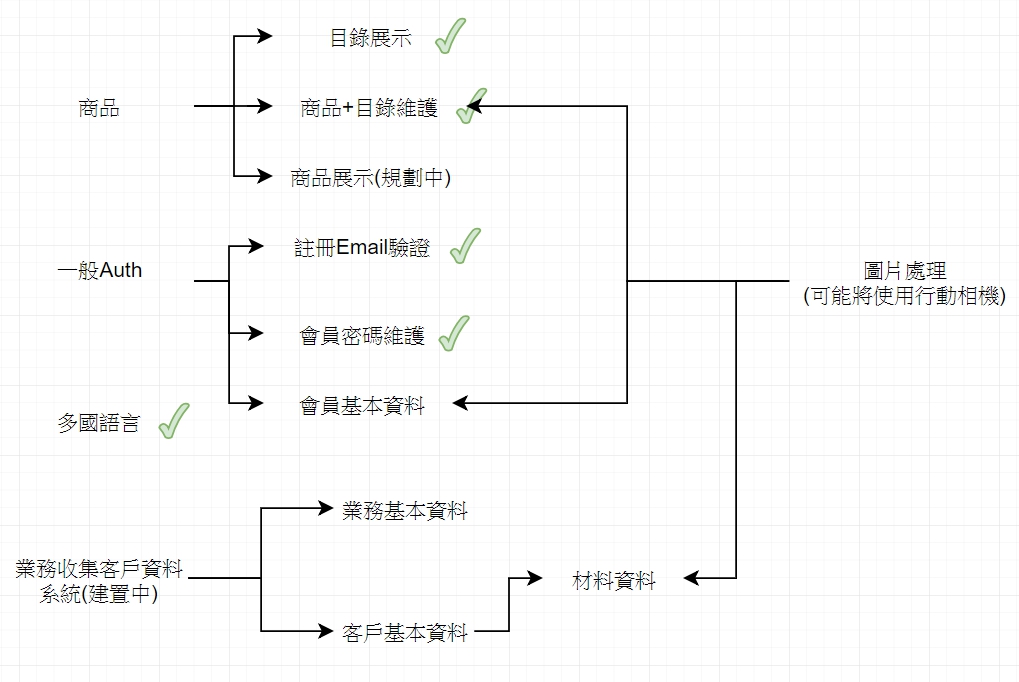 目錄展示
商品
商品+目錄維護
商品展示(規劃中)
註冊Email驗證
一般Auth
圖片處理
(可能將使用行動相機)
會員密碼維護
會員基本資料
多國語言
業務基本資料
業務收集客戶資料
系統(建置中)
材料資料
客戶基本資料